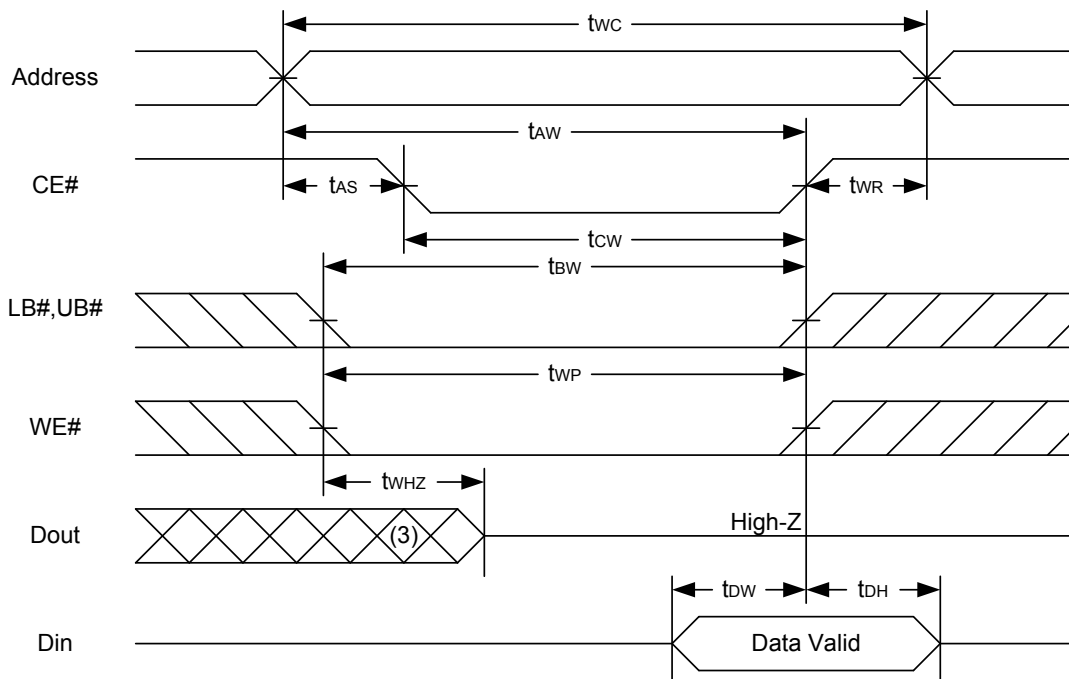 tWC
Address
tAW
CE#
tAS
tWR
tCW
tBW
LB#,UB#
tWP
WE#
tWHZ
Dout
(3)
High-Z
tDW
tDH
Din
Data Valid